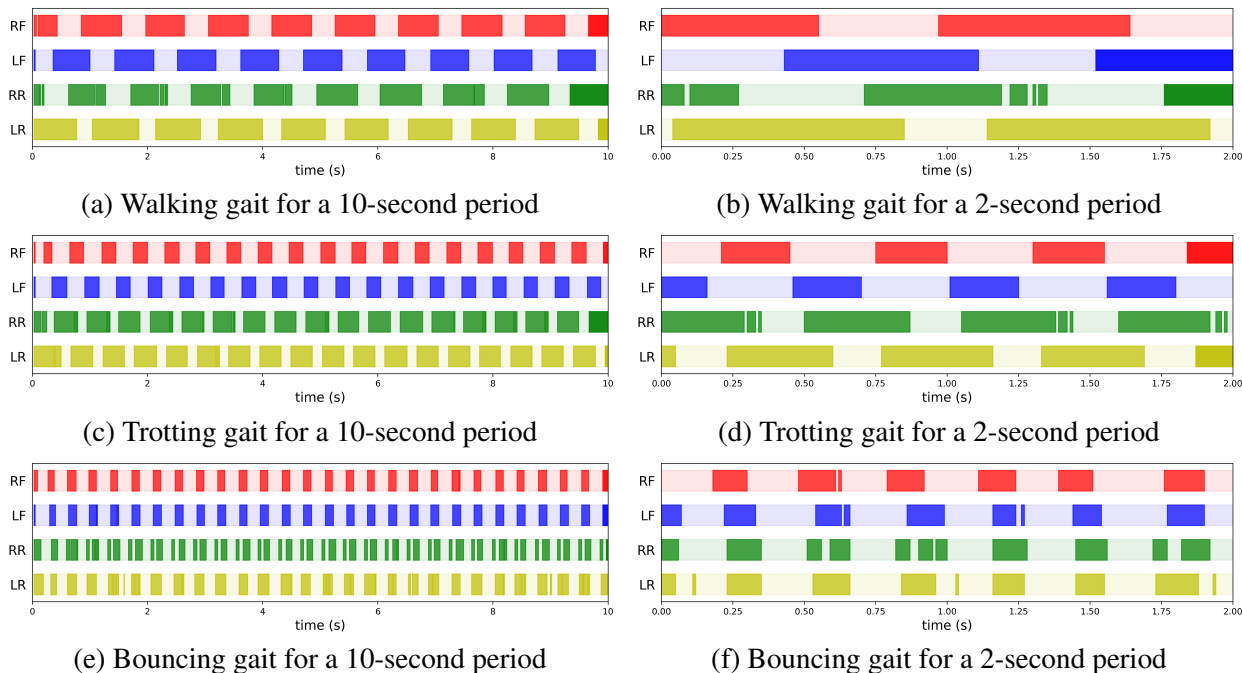 RF
LF
RR
LR
0 2 4 6 8 10
time (s)
(a) Walking gait for a 10-second period
RF
LF
RR
LR
0.00 0.25 0.50 0.75 1.00 1.25 1.50 1.75 2.00
time (s)
(b) Walking gait for a 2-second period
RF
LF
RR
LR
0 2 4 6 8 10
time (s)
(c) Trotting gait for a 10-second period
RF
LF
RR
LR
0.00 0.25 0.50 0.75 1.00 1.25 1.50 1.75 2.00
time (s)
(d) Trotting gait for a 2-second period
RF
LF
RR
LR
0 2 4 6 8 10
time (s)
(e) Bouncing gait for a 10-second period
RF
LF
RR
LR
0.00 0.25 0.50 0.75 1.00 1.25 1.50 1.75 2.00
time (s)
(f) Bouncing gait for a 2-second period